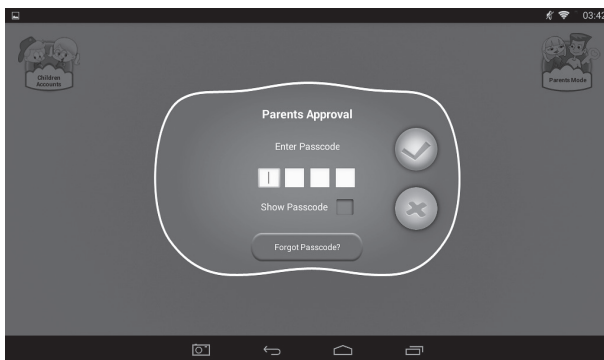 03:42
Children
Accounts
Parents Mode
Parents Approval
Enter Passcode
Show Passcode
Forgot Passcode?